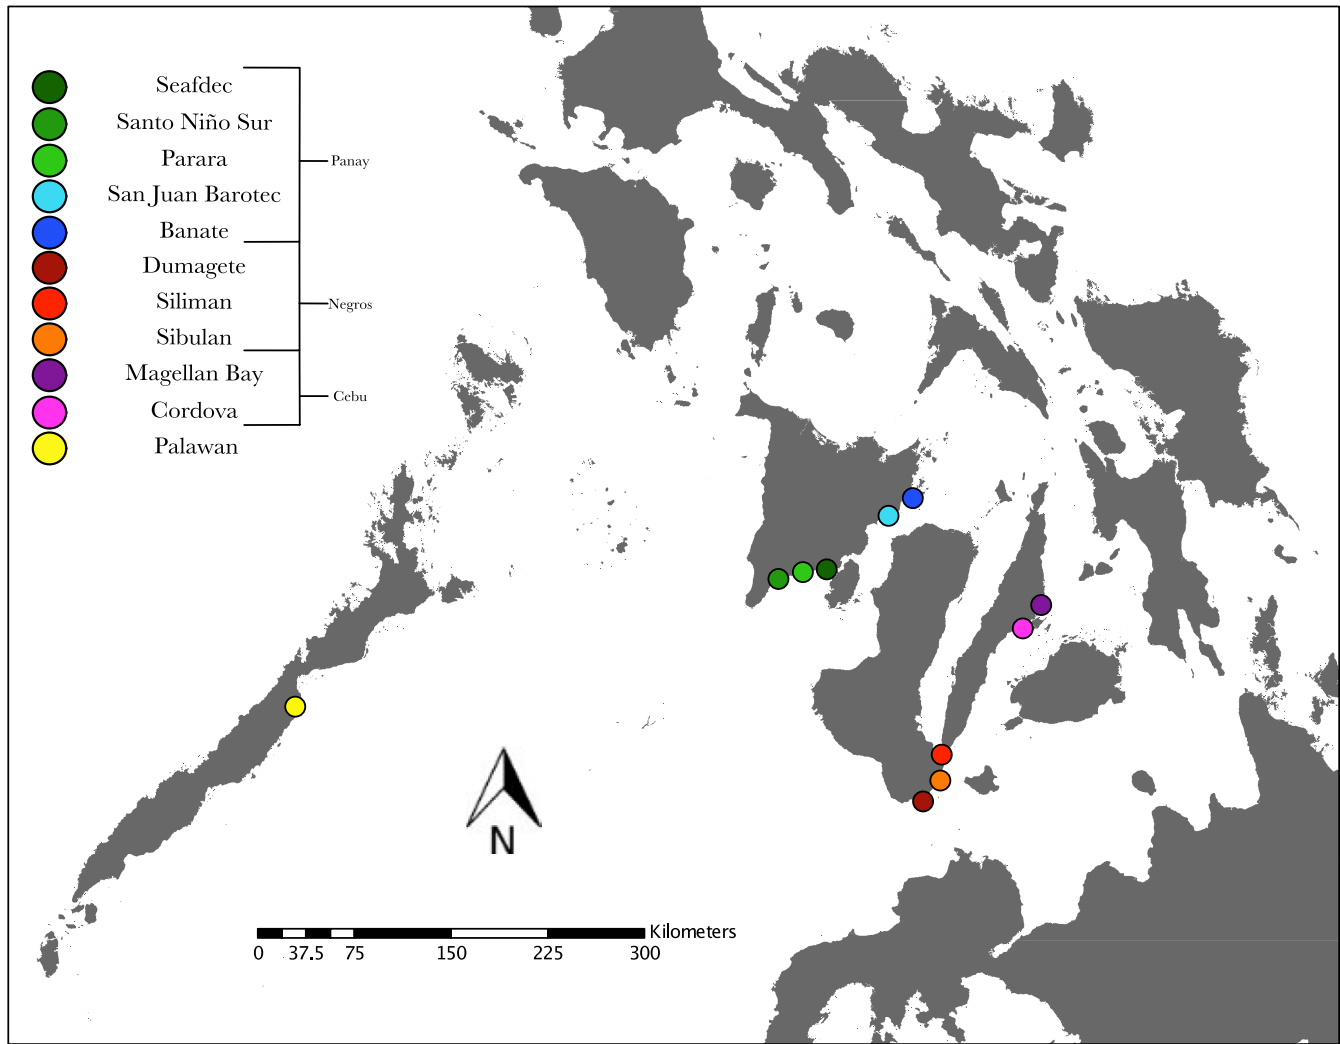 Seafdec
Santo Niño Sur
Parara
Panay
San Juan Barotec
Banate
Dumagete
Siliman
Negros
Sibulan
Magellan Bay
Cebu
Cordova
Palawan
N
Kilometers
0 37.5 75 150 225 300